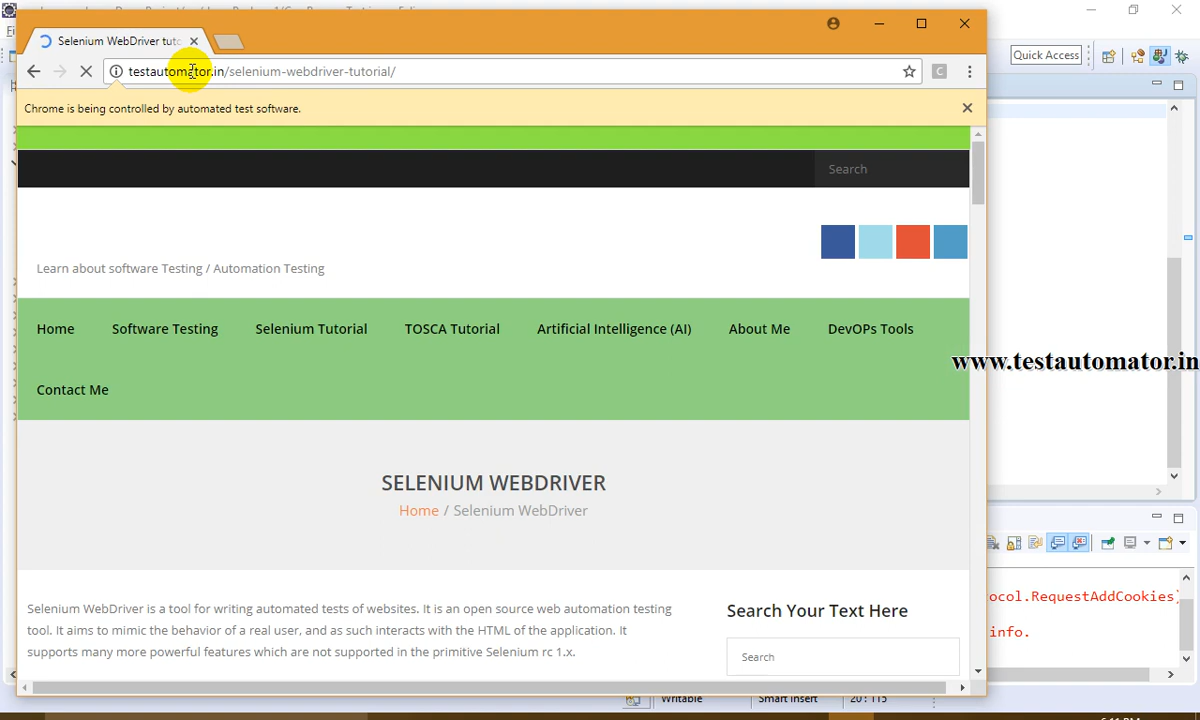 Selenium WebDriver tuto
testautomator.in/selenium-webdriver-tutorial/
C
Quick Access
Chrome is being controlled by automated test software.
Search
Learn about software Testing / Automation Testing
Home Software Testing Selenium Tutorial TOSCA Tutorial Artificial Intelligence (AI) About Me DevOPs Tools
www.testautomator.in
Contact Me
SELENIUM WEBDRIVER
Home / Selenium WebDriver
Selenium WebDriver is a tool for writing automated tests of websites. It is an open source web automation testing
tool. It aims to mimic the behavior of a real user, and as such interacts with the HTML of the application. It
supports many more powerful features which are not supported in the primitive Selenium rc 1.x.
Search Your Text Here
Search
ocol.RequestAddCookies
info.
Writable Smart Insert 20 : 115